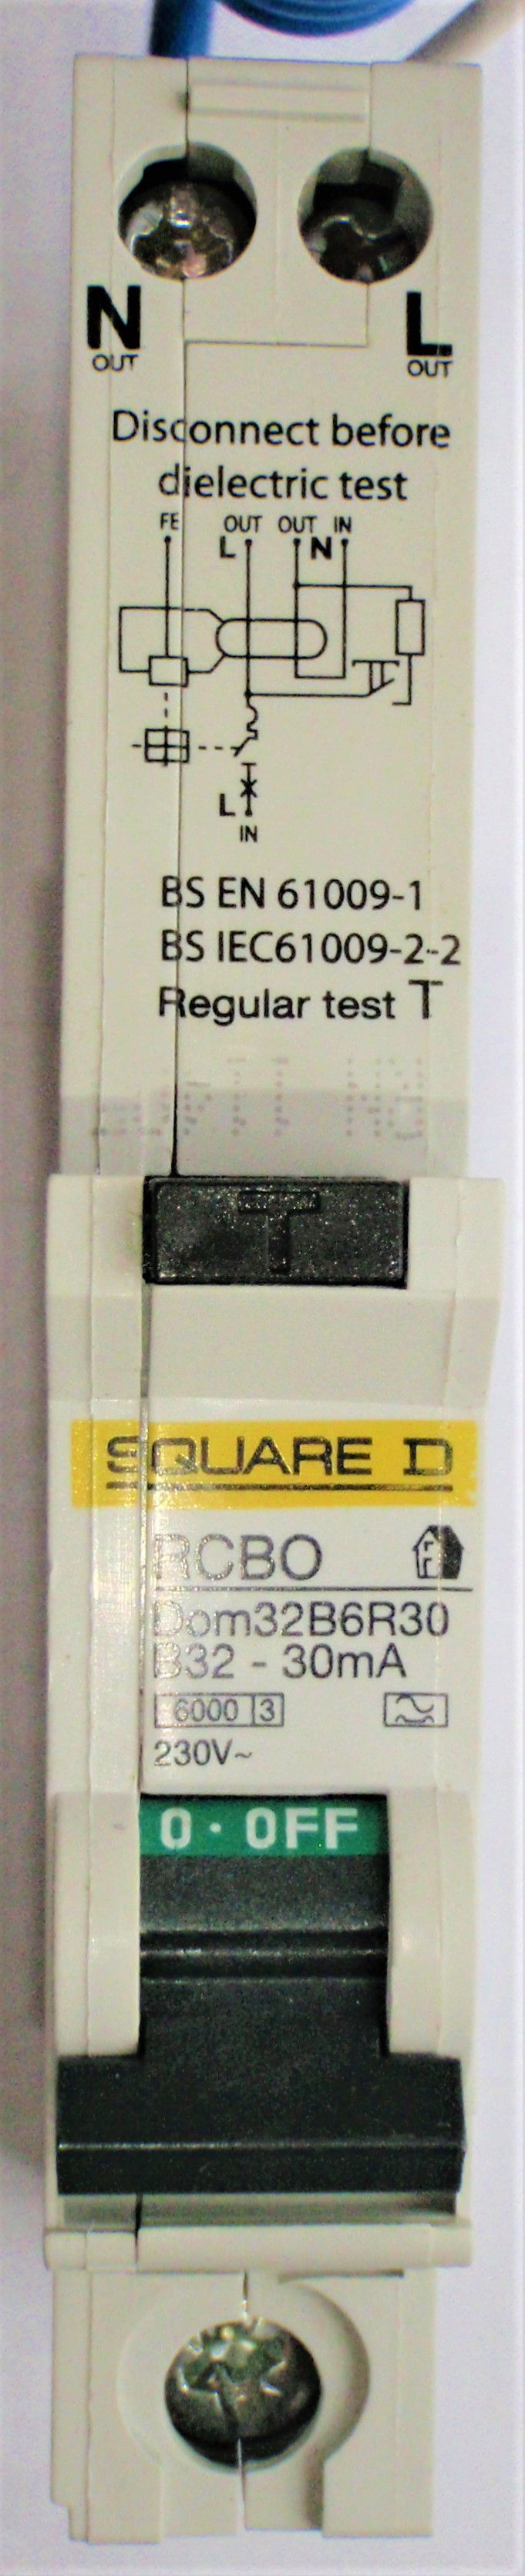 N L
OUT OUT
Disconnect before
dielectric test
FE OUT OUT IN
L N
L
IN
BS EN 61009-1
BS IEC61009-2-2
Regular test T
T
SQUARE D
RCBO
Dom32B6R30
B32 - 30mA
6000 3
230V~
0 · OFF